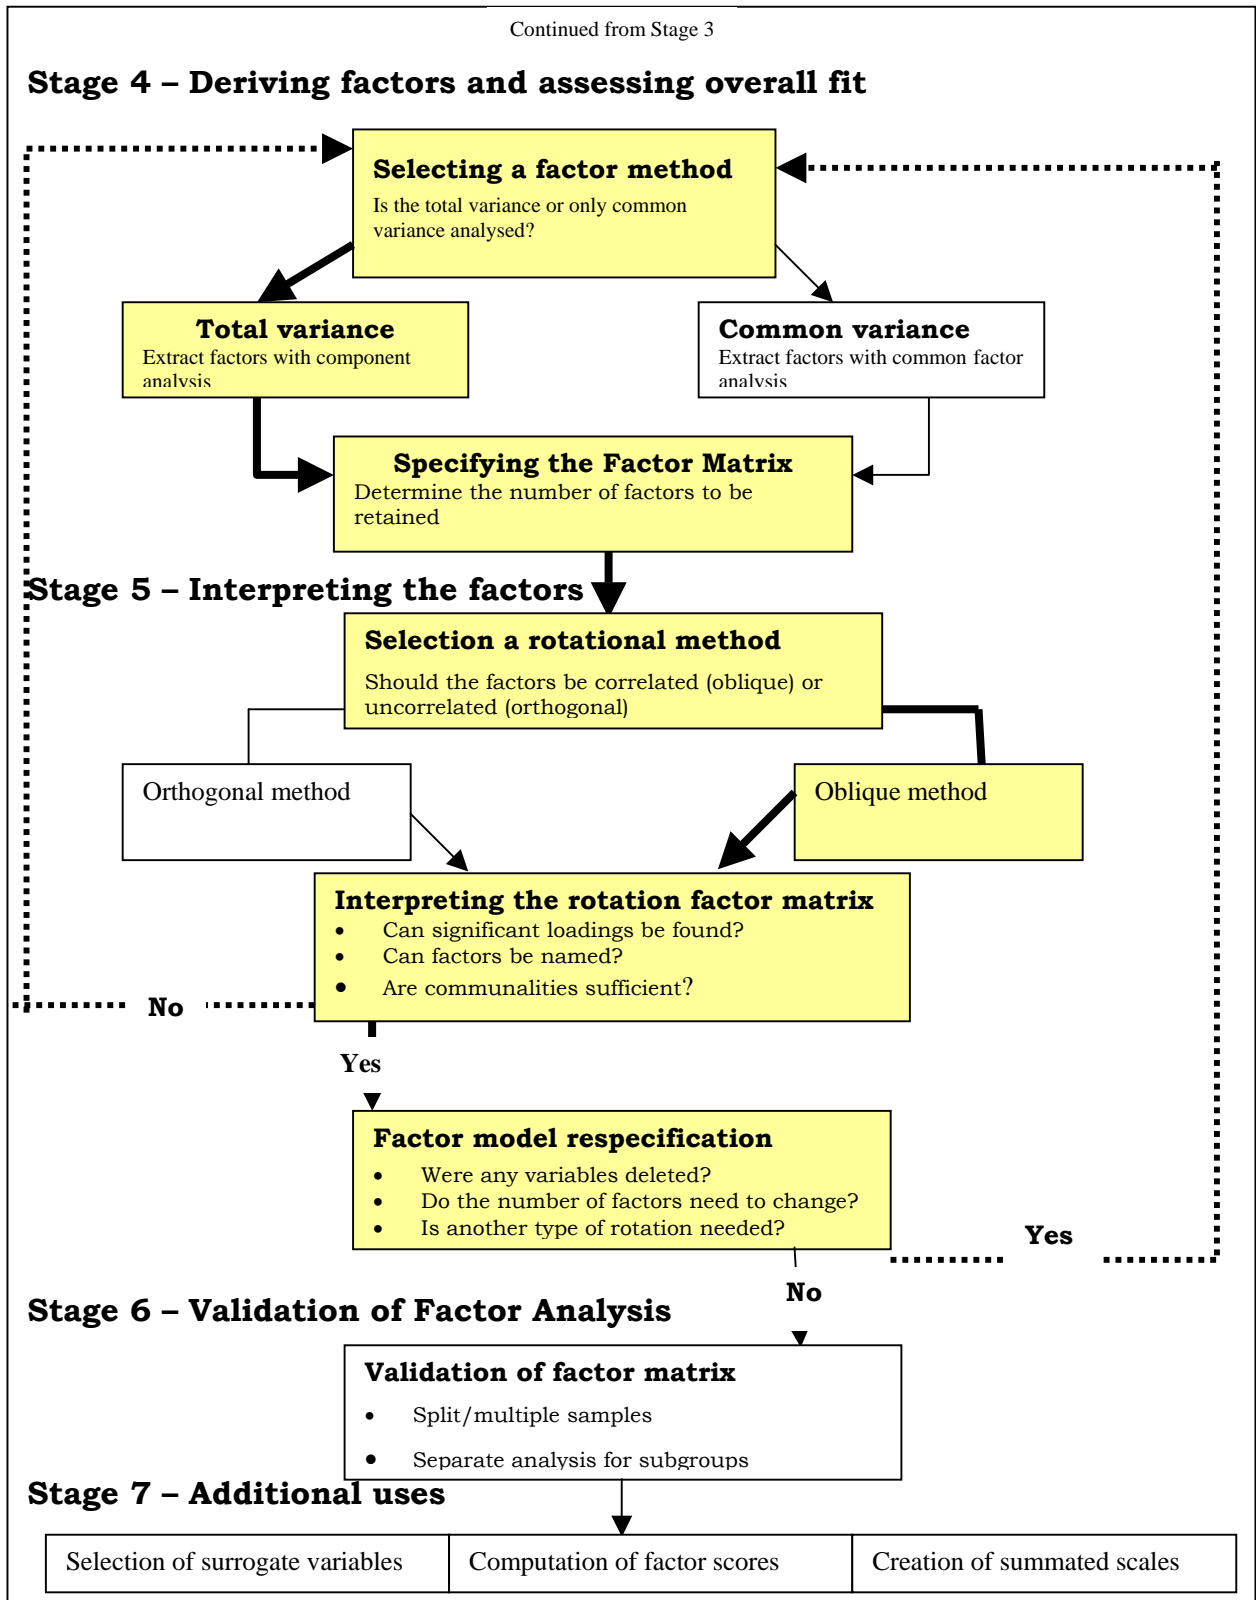 Continued from Stage 3
Stage 4 – Deriving factors and assessing overall fit
Selecting a factor method
Is the total variance or only common
variance analysed?
Total variance
Extract factors with component
analysis
Common variance
Extract factors with common factor
analysis
Specifying the Factor Matrix
Determine the number of factors to be
retained
Stage 5 – Interpreting the factors
Selection a rotational method
Should the factors be correlated (oblique) or
uncorrelated (orthogonal)
Orthogonal method
Oblique method
Interpreting the rotation factor matrix
• Can significant loadings be found?
• Can factors be named?
• Are communalities sufficient?
No
Yes
Factor model respecification
• Were any variables deleted?
• Do the number of factors need to change?
• Is another type of rotation needed?
Yes
No
Stage 6 – Validation of Factor Analysis
Validation of factor matrix
• Split/multiple samples
• Separate analysis for subgroups
Stage 7 – Additional uses
Selection of surrogate variables
Computation of factor scores
Creation of summated scales